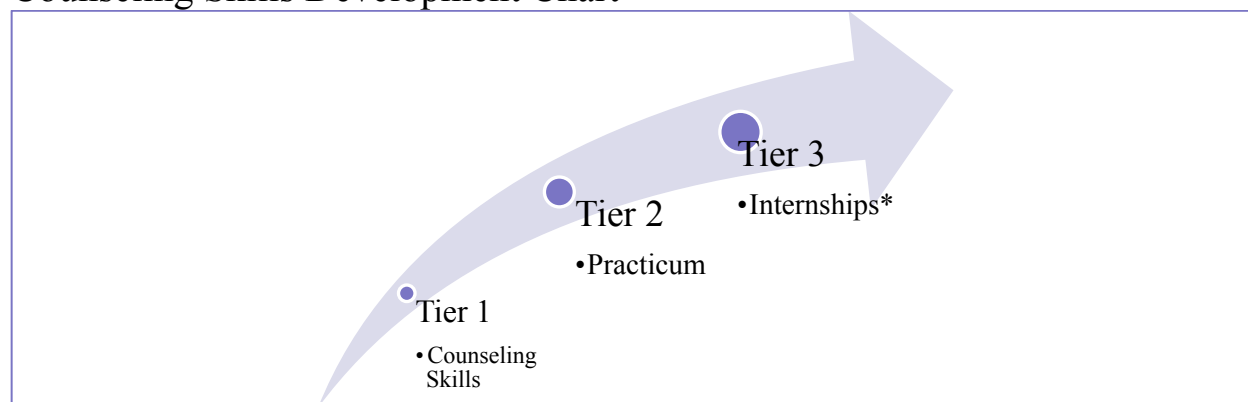 Counseling Skills Development Chart
Tier 1
•Counseling
Skills
Tier 2
•Practicum
Tier 3
•Internships*